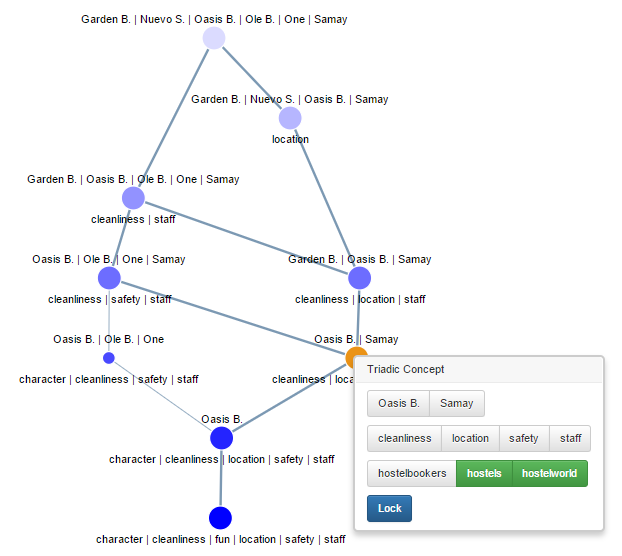 Garden B. | Nuevo S. | Oasis B. | Ole B. | One | Samay
Garden B. | Nuevo S. | Oasis B. | Samay
location
Garden B. | Oasis B. | Ole B. | One | Samay
cleanliness | staff
Oasis B. | Ole B. | One | Samay
Garden B. | Oasis B. | Samay
cleanliness | safety | staff
cleanliness | location | staff
Oasis B. | Ole B. | One
Oasis B. | Samay
character | cleanliness | safety | staff
cleanliness | loca
Triadic Concept
Oasis B. Samay
cleanliness location safety staff
hostelbookers hostels hostelworld
Lock
Oasis B.
character | cleanliness | location | safety | staff
character | cleanliness | fun | location | safety | staff